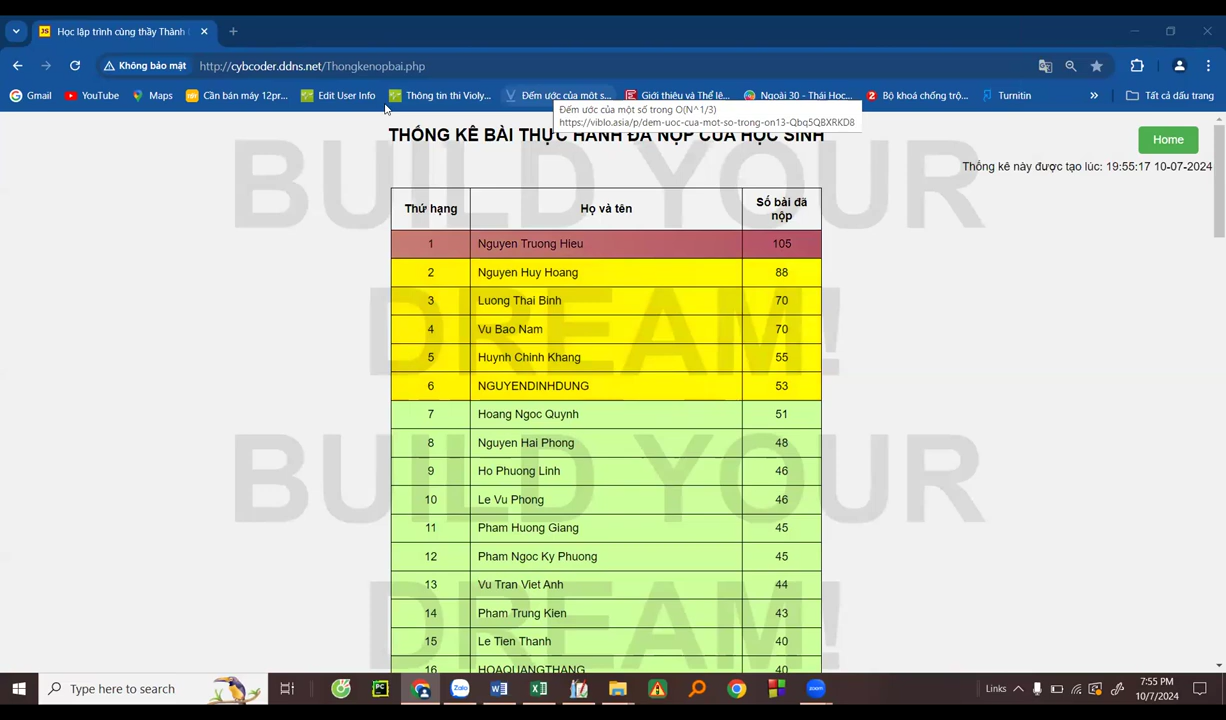 Học lập trình cùng thầy Thành
Không bảo mật
http://cybcoder.ddns.net/Thongkenopbai.php
Gmail
YouTube
Maps
Căn bán máy 12pr...
Edit User Info
Thông tin thi Violy...
Đếm ước của một s...
Giới thiệu và Thể lê...
Ngoài 30 - Thái Học...
Bộ khoá chống trộ...
Turnitin
»
Tất cả dấu trang
Đếm ước của một số trong O(N^1/3)
https://viblo.asia/p/dem-uoc-cua-mot-so-trong-on13-Qbq5QBXRKD8
THỐNG KÊ BÀI THỰC HÀNH ĐÃ NỘP CỦA HỌC SINH
Home
Thống kê này được tạo lúc: 19:55:17 10-07-2024
BUILD YOUR
DREAM!
BUILD YOUR
DREAM!
Thứ hạng Họ và tên Số bài đã nộp
1 Nguyen Truong Hieu 105
2 Nguyen Huy Hoang 88
3 Luong Thai Binh 70
4 Vu Bao Nam 70
5 Huynh Chinh Khang 55
6 NGUYENDINHDUNG 53
7 Hoang Ngoc Quynh 51
8 Nguyen Hai Phong 48
9 Ho Phuong Linh 46
10 Le Vu Phong 46
11 Pham Huong Giang 45
12 Pham Ngoc Ky Phuong 45
13 Vu Tran Viet Anh 44
14 Pham Trung Kien 43
15 Le Tien Thanh 40
16 HOAQUANGTHANG 40
Type here to search
Links
7:55 PM
10/7/2024